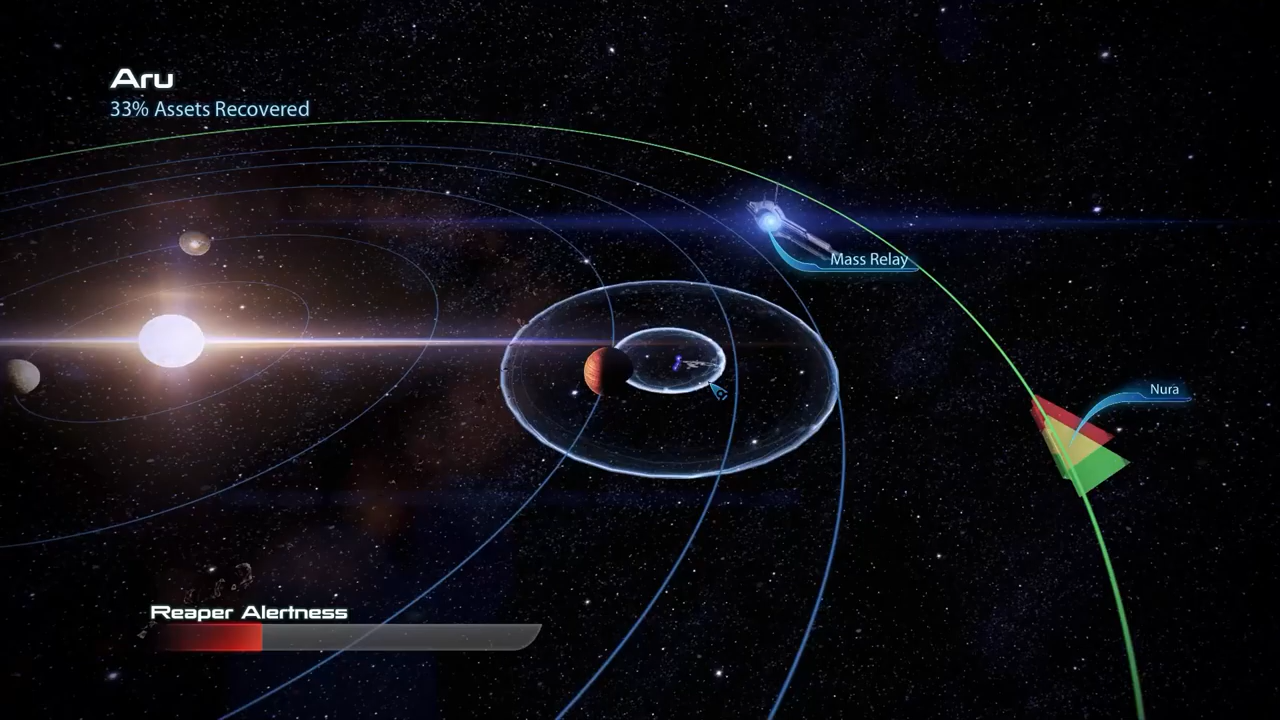 Aru
33% Assets Recovered
Mass Relay
Nura
Reaper Alertness